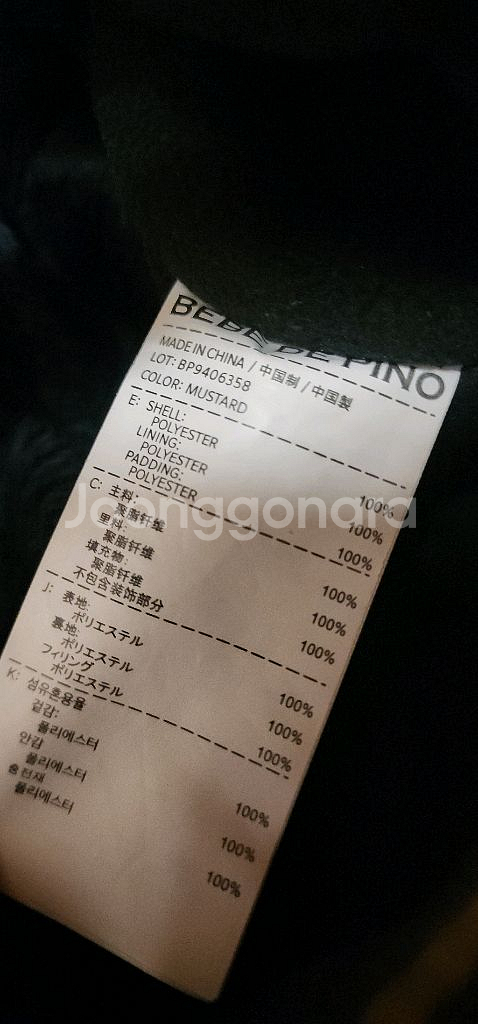 BEBE DE PINO
MADE IN CHINA / 中国制 / 中国製
LOT: BP9406358
COLOR: MUSTARD
E: SHELL:
POLYESTER 100%
LINING:
POLYESTER 100%
PADDING:
POLYESTER 100%
C: 主料:
聚脂纤维 100%
里料:
聚脂纤维 100%
填充物:
聚脂纤维 100%
不包含装饰部分
J: 表地:
ポリエステル 100%
裏地:
ポリエステル 100%
フィリング
ポリエステル 100%
K: 섬유혼용율
겉감:
폴리에스터 100%
안감
폴리에스터 100%
충전재
폴리에스터 100%
Joonggonara